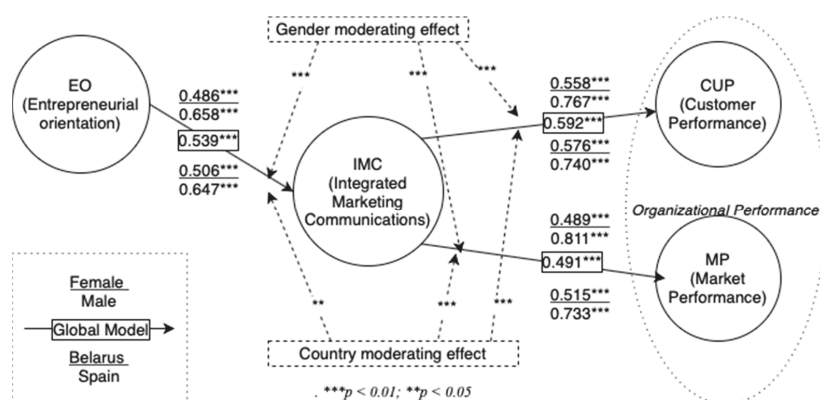 Gender moderating effect
EO
(Entrepreneurial
orientation)
0.486***
0.658***
0.539***
0.506***
0.647***
***
***
***
IMC
(Integrated
Marketing
Communications)
0.558***
0.767***
0.592***
0.576***
0.740***
CUP
(Customer
Performance)
Organizational Performance
0.489***
0.811***
0.491***
0.515***
0.733***
MP
(Market
Performance)
Female
Male
Global Model
Belarus
Spain
**
***
***
Country moderating effect
. ***p < 0.01; **p < 0.05